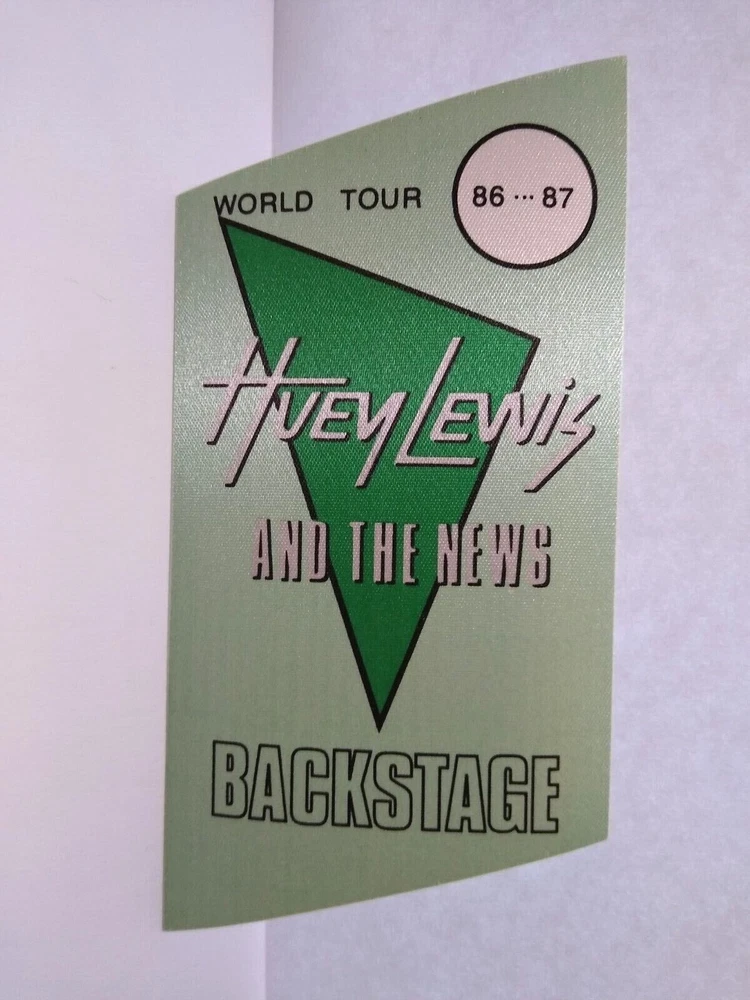 WORLD TOUR 86 ... 87
HUEY LEWIS
AND THE NEWS
BACKSTAGE